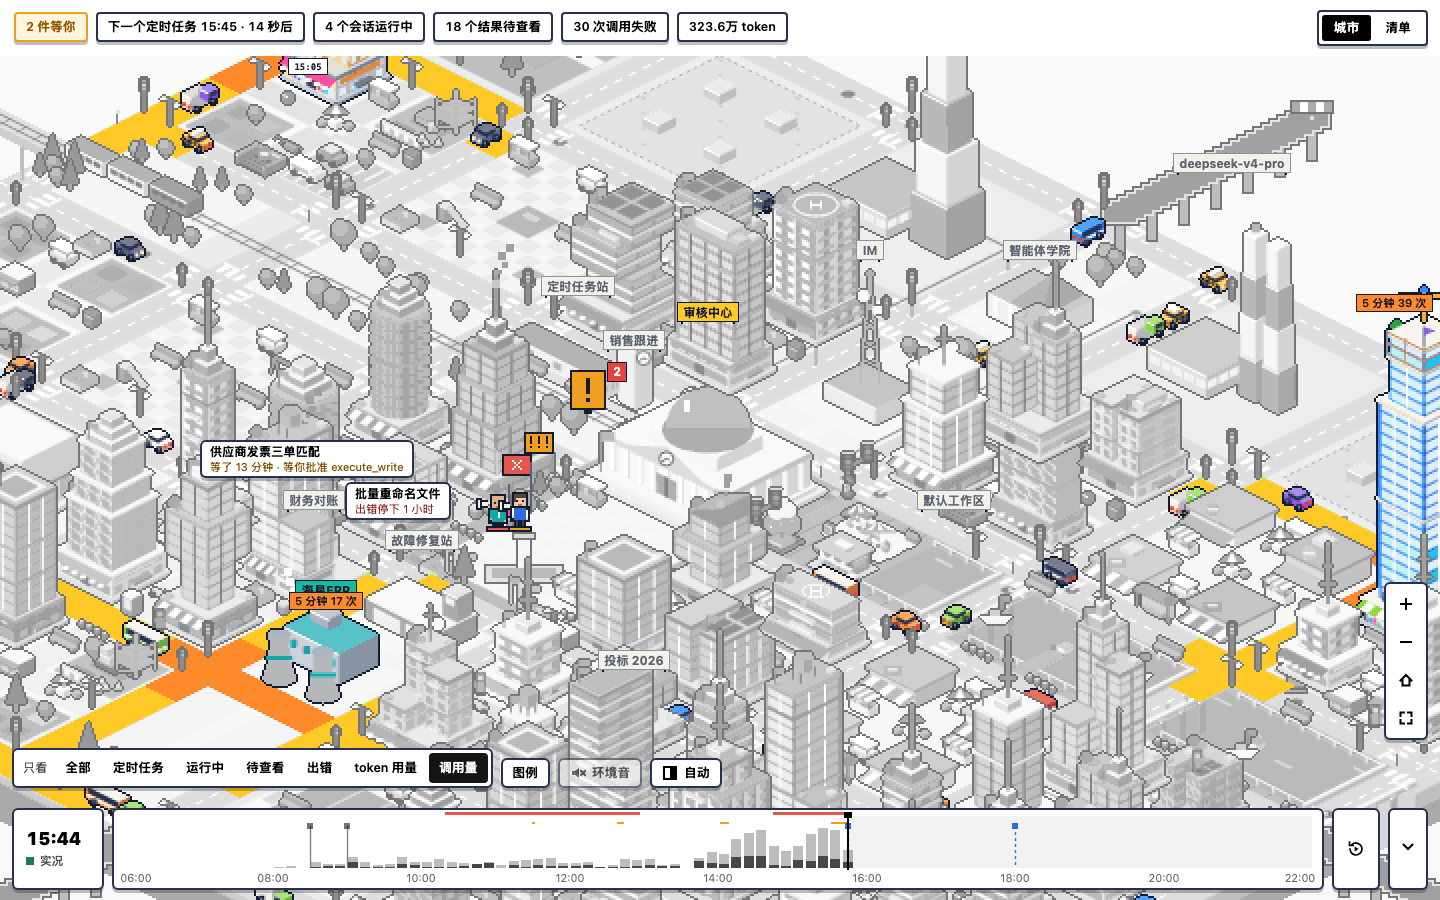 2 件等你
下一个定时任务 15:45 · 14 秒后
4 个会话运行中
18 个结果待查看
30 次调用失败
323.6万 token
城市
清单
15:05
deepseek-v4-pro
IM
智能体学院
定时任务站
5 分钟 39 次
审核中心
销售跟进
!
2
!!!
供应商发票三单匹配
等了 13 分钟 · 等你批准 execute_write
财务对账
批量重命名文件
出错停下 1 小时
默认工作区
故障修复站
5 分钟 17 次
投标 2026
只看
全部
定时任务
运行中
待查看
出错
token 用量
调用量
图例
环境音
自动
15:44
实况
06:00
08:00
10:00
12:00
14:00
16:00
18:00
20:00
22:00